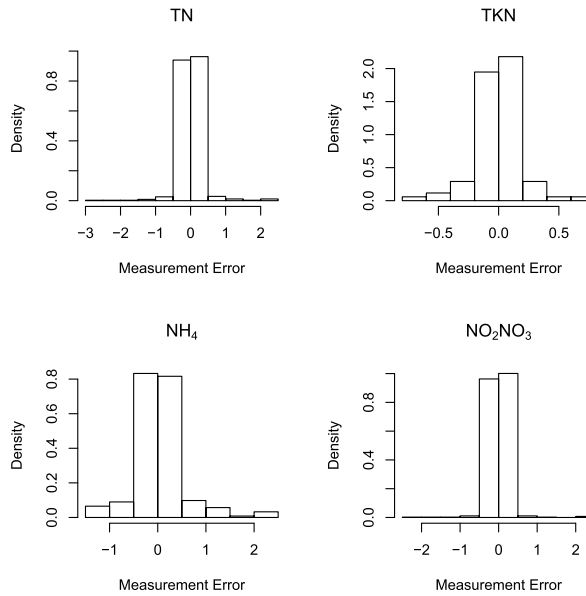 TN
Density
0.0 0.4 0.8
−3 −2 −1 0 1 2
Measurement Error
TKN
Density
0.0 0.5 1.0 1.5 2.0
−0.5 0.0 0.5
Measurement Error
NH₄
Density
0.0 0.2 0.4 0.6 0.8
−1 0 1 2
Measurement Error
NO₂NO₃
Density
0.0 0.4 0.8
−2 −1 0 1 2
Measurement Error